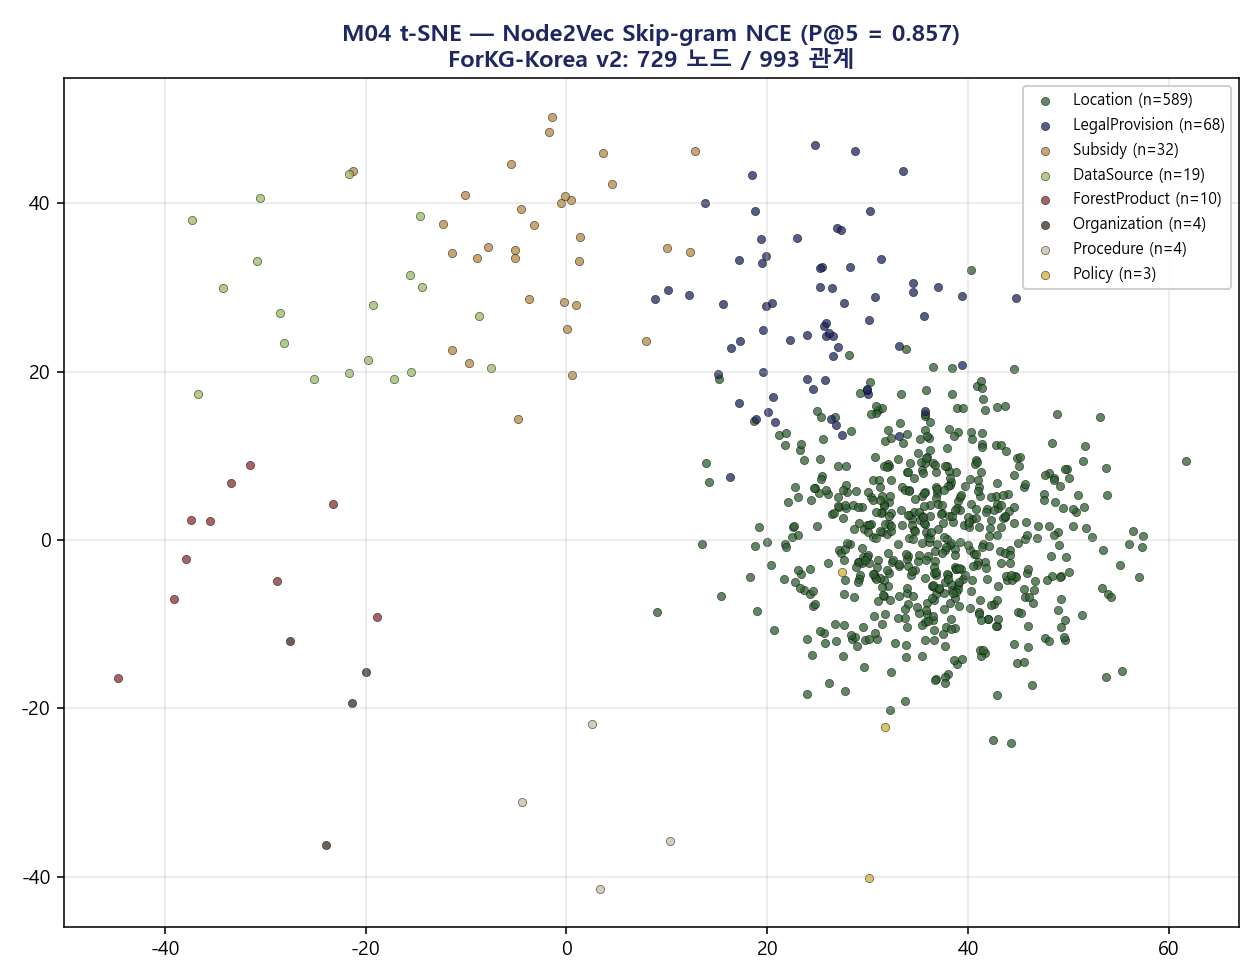 M04 t-SNE — Node2Vec Skip-gram NCE (P@5 = 0.857)
ForKG-Korea v2: 729 노드 / 993 관계
Location (n=589)
LegalProvision (n=68)
Subsidy (n=32)
DataSource (n=19)
ForestProduct (n=10)
Organization (n=4)
Procedure (n=4)
Policy (n=3)
40
20
0
-20
-40
-40 -20 0 20 40 60